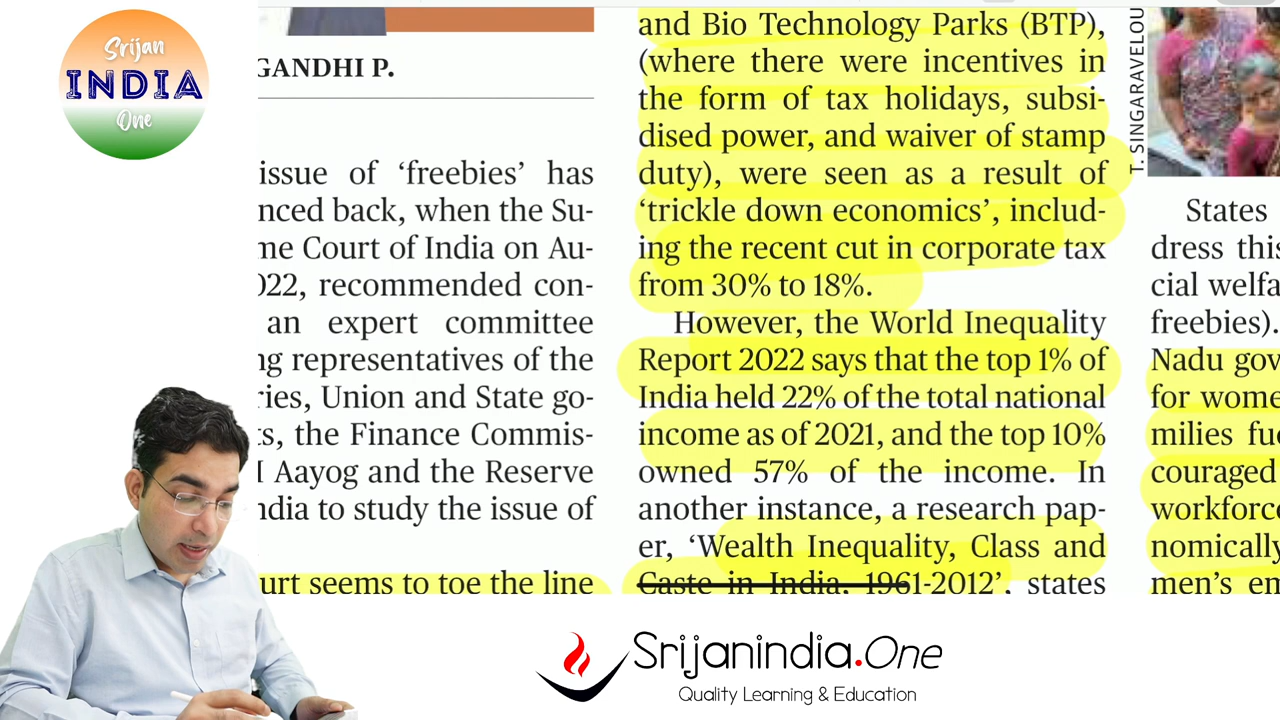 Srijan
INDIA
One
GANDHI P.
issue of ‘freebies’ has
nced back, when the Su-
me Court of India on Au-
022, recommended con-
an expert committee
ng representatives of the
ries, Union and State go-
ts, the Finance Commis-
Aayog and the Reserve
ndia to study the issue of
urt seems to toe the line
and Bio Technology Parks (BTP),
(where there were incentives in
the form of tax holidays, subsi-
dised power, and waiver of stamp
duty), were seen as a result of
‘trickle down economics’, includ-
ing the recent cut in corporate tax
from 30% to 18%.
However, the World Inequality
Report 2022 says that the top 1% of
India held 22% of the total national
income as of 2021, and the top 10%
owned 57% of the income. In
another instance, a research pap-
er, ‘Wealth Inequality, Class and
Caste in India, 1961-2012’, states
T. SINGARAVELOU
States
dress this
cial welfa
freebies).
Nadu gov
for wome
milies fue
couraged
workforce
nomically
men’s em
Srijanindia.One
Quality Learning & Education